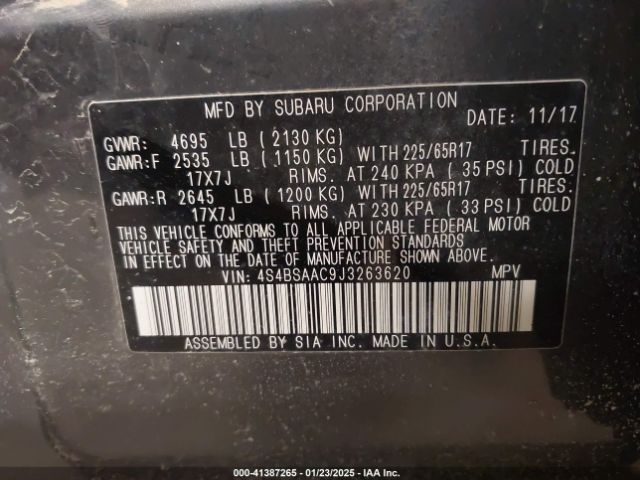 MFD BY SUBARU CORPORATION DATE: 11/17
GVWR: 4695 LB ( 2130 KG)
GAWR:F 2535 LB ( 1150 KG) WITH 225/65R17 TIRES.
17X7J RIMS. AT 240 KPA ( 35 PSI) COLD
GAWR:R 2645 LB ( 1200 KG) WITH 225/65R17 TIRES.
17X7J RIMS. AT 230 KPA ( 33 PSI) COLD
THIS VEHICLE CONFORMS TO ALL APPLICABLE FEDERAL MOTOR
VEHICLE SAFETY AND THEFT PREVENTION STANDARDS
IN EFFECT ON THE DATE OF MANUFACTURE SHOWN ABOVE.
VIN: 4S4BSAAC9J3263620 MPV
ASSEMBLED BY SIA INC. MADE IN U.S.A.
000-41387265 - 01/23/2025 - IAA Inc.